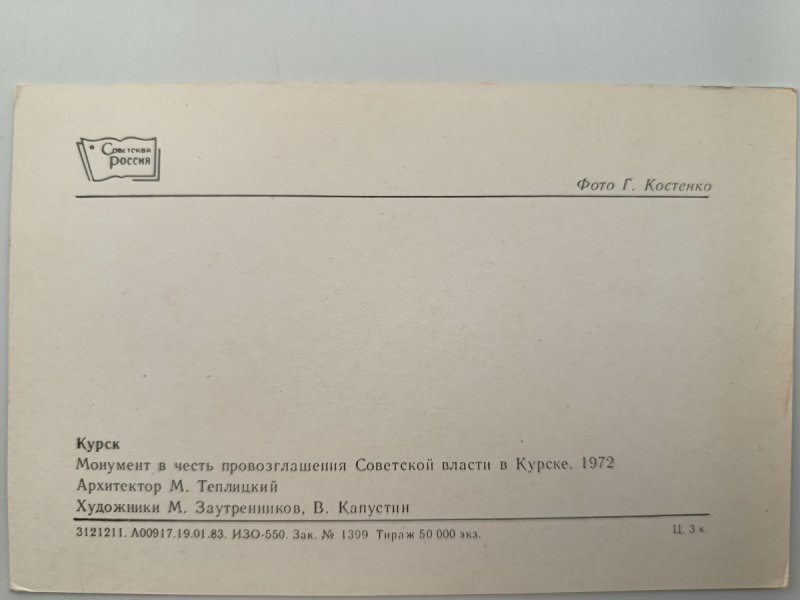 Советская
Россия
Фото Г. Костенко
Курск
Монумент в честь провозглашения Советской власти в Курске. 1972
Архитектор М. Теплицкий
Художники М. Заутренников, В. Капустин
3121211. А00917.19.01.83. ИЗО-550. Зак. № 1399 Тираж 50 000 экз.
Ц. 3 к.